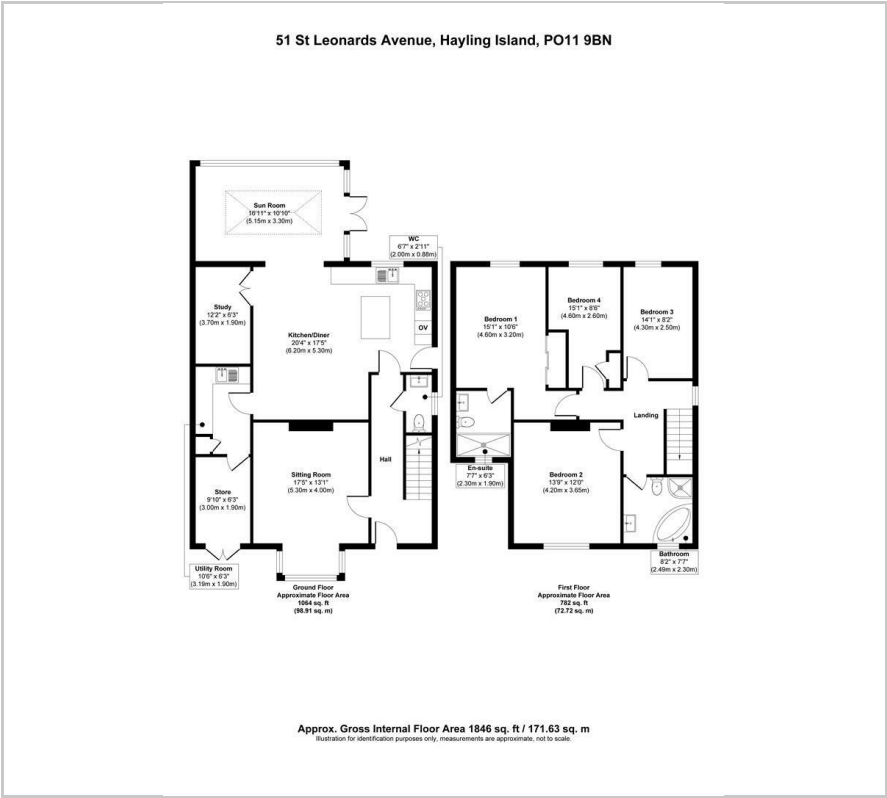 51 St Leonards Avenue, Hayling Island, PO11 9BN
Sun Room
16'11" x 10'10"
(5.15m x 3.30m)
WC
6'7" x 2'11"
(2.00m x 0.88m)
Study
12'2" x 6'3"
(3.70m x 1.90m)
Kitchen/Diner
20'4" x 17'5"
(6.20m x 5.30m)
OV
Hall
Sitting Room
17'5" x 13'1"
(5.30m x 4.00m)
Store
9'10" x 6'3"
(3.00m x 1.90m)
Utility Room
10'6" x 6'3"
(3.19m x 1.90m)
Ground Floor
Approximate Floor Area
1064 sq. ft
(98.91 sq. m)
Bedroom 1
15'1" x 10'6"
(4.60m x 3.20m)
Bedroom 4
15'1" x 8'6"
(4.60m x 2.60m)
Bedroom 3
14'1" x 8'2"
(4.30m x 2.50m)
Landing
En-suite
7'7" x 6'3"
(2.30m x 1.90m)
Bedroom 2
13'9" x 12'0"
(4.20m x 3.65m)
Bathroom
8'2" x 7'7"
(2.49m x 2.30m)
First Floor
Approximate Floor Area
782 sq. ft
(72.72 sq. m)
Approx. Gross Internal Floor Area 1846 sq. ft / 171.63 sq. m
Illustration for identification purposes only, measurements are approximate, not to scale.